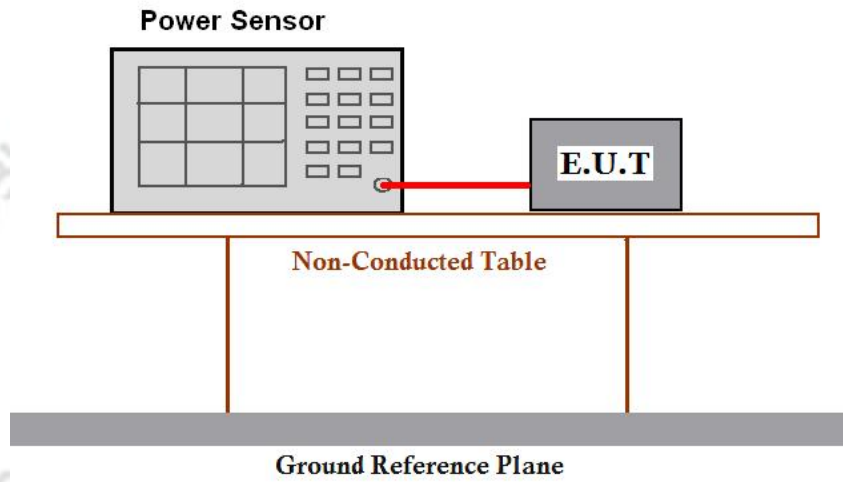 Power Sensor
E.U.T
Non-Conducted Table
Ground Reference Plane